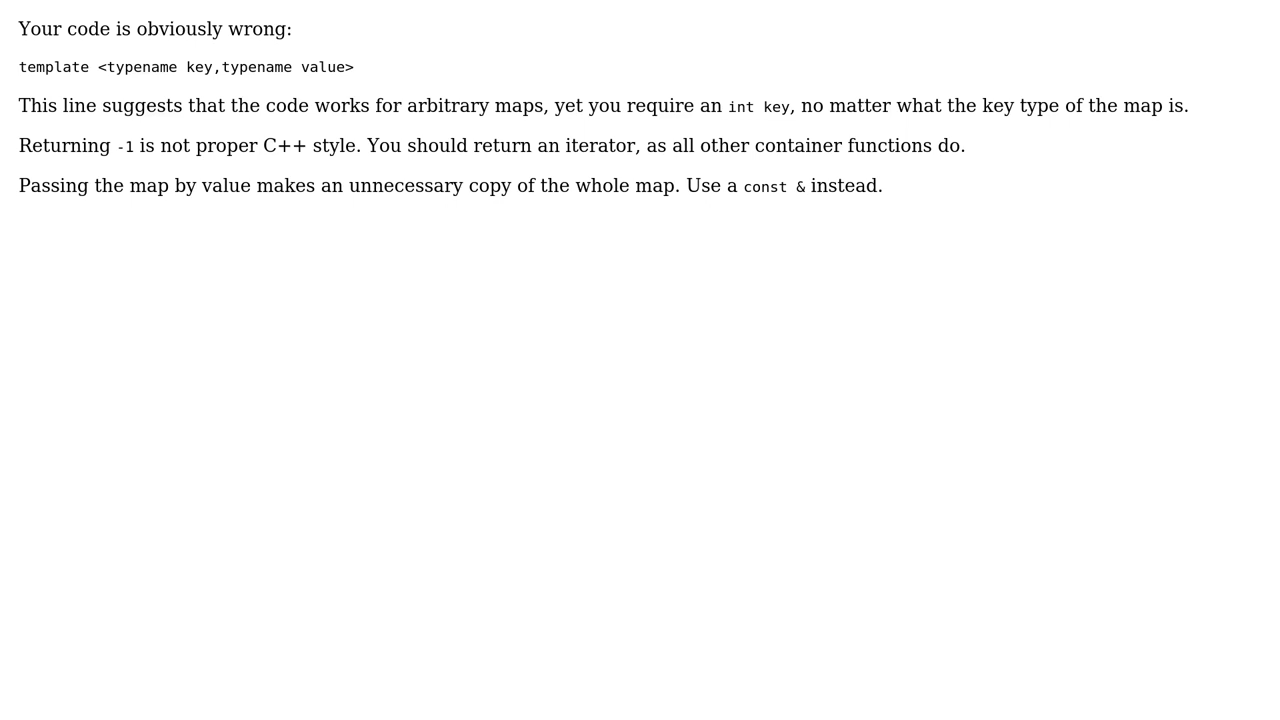 Your code is obviously wrong:
template <typename key,typename value>
This line suggests that the code works for arbitrary maps, yet you require an int key, no matter what the key type of the map is.
Returning -1 is not proper C++ style. You should return an iterator, as all other container functions do.
Passing the map by value makes an unnecessary copy of the whole map. Use a const & instead.